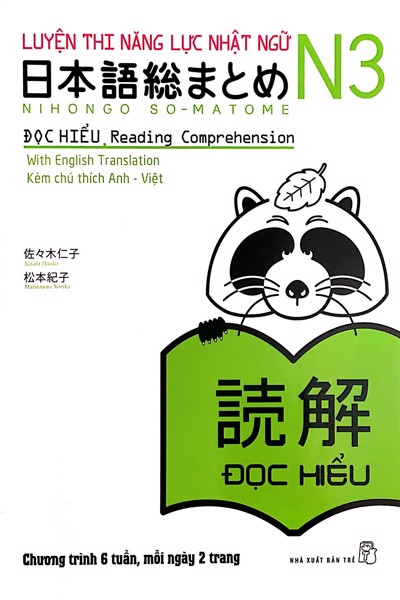 LUYỆN THI NĂNG LỰC NHẬT NGỮ
日本語総まとめ N3
NIHONGO SO-MATOME
ĐỌC HIỂU Reading Comprehension
With English Translation
Kèm chú thích Anh - Việt
佐々木仁子
Sasaki Hitoko
松本紀子
Matsumoto Noriko
読解
ĐỌC HIỂU
Chương trình 6 tuần, mỗi ngày 2 trang
NHÀ XUẤT BẢN TRẺ